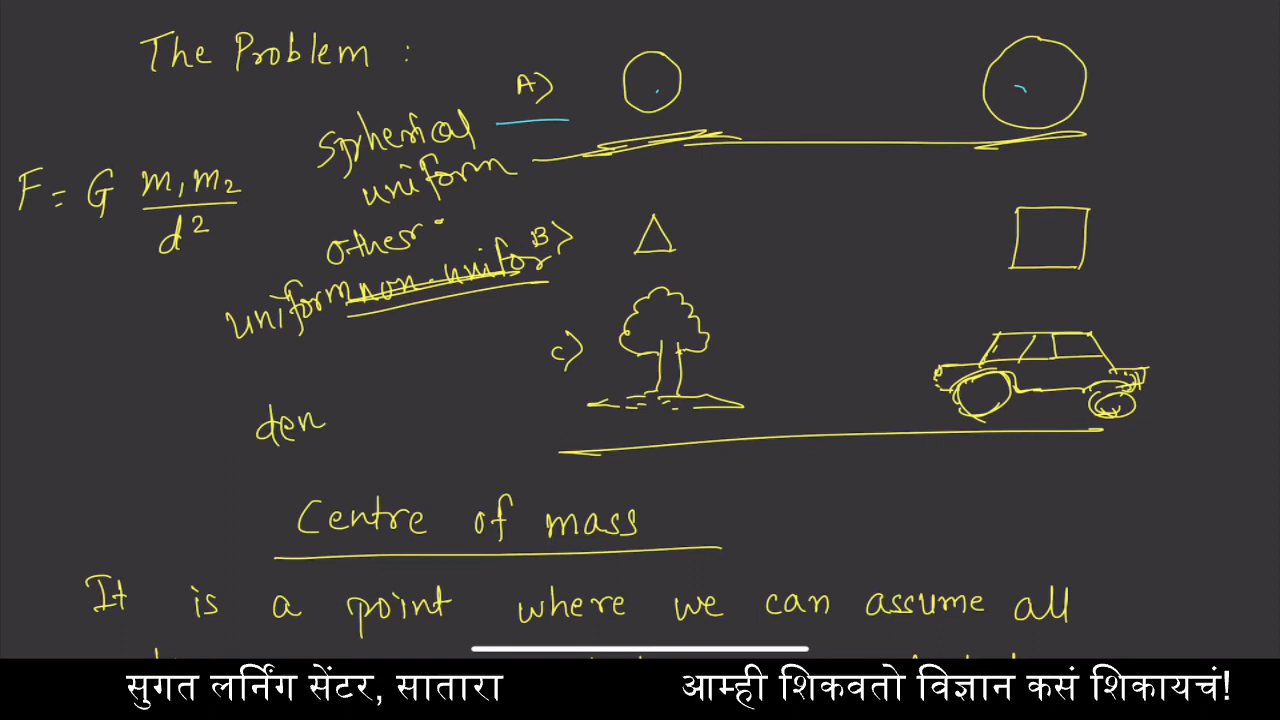 The Problem :
A)
spherical
uniform
F = G m₁m₂ / d²
other
B)
uniform non-unifor
c)
den
Centre of mass
It is a point where we can assume all
सुगत लर्निंग सेंटर, सातारा
आम्ही शिकवतो विज्ञान कसं शिकायचं!